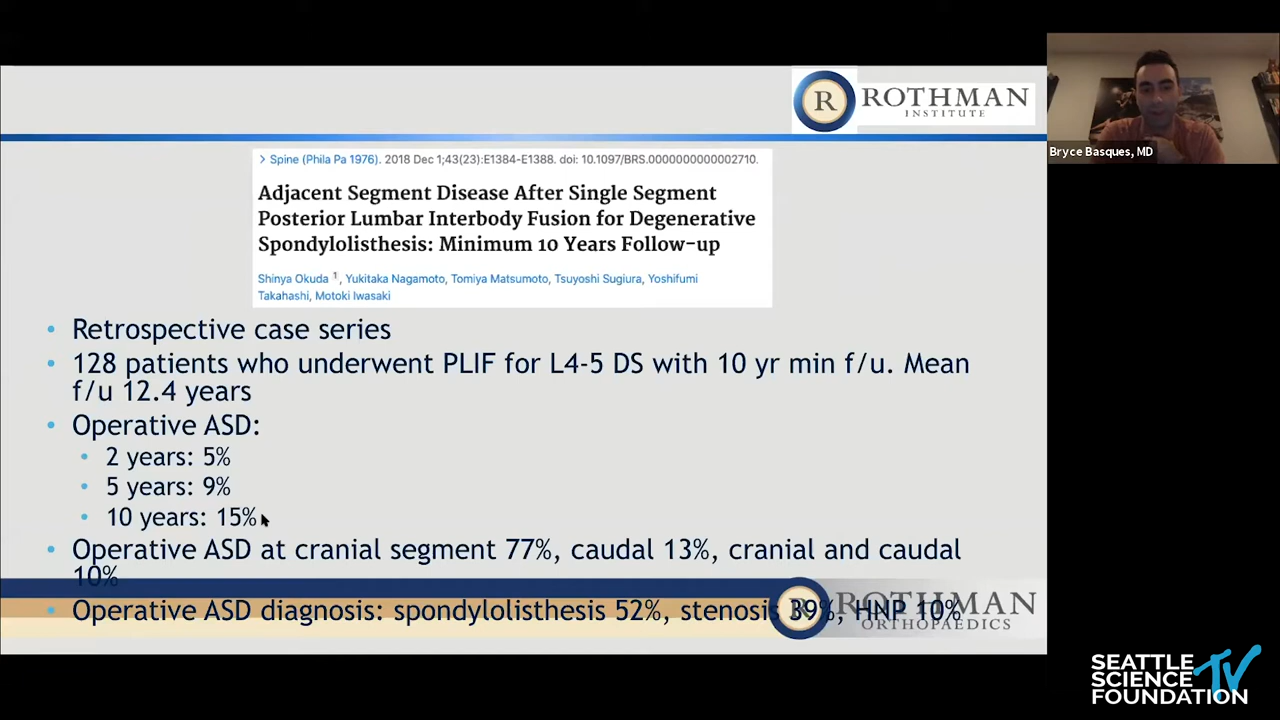 R ROTHMAN
INSTITUTE
> Spine (Phila Pa 1976). 2018 Dec 1;43(23):E1384-E1388. doi: 10.1097/BRS.0000000000002710.
Adjacent Segment Disease After Single Segment
Posterior Lumbar Interbody Fusion for Degenerative
Spondylolisthesis: Minimum 10 Years Follow-up
Shinya Okuda 1, Yukitaka Nagamoto, Tomiya Matsumoto, Tsuyoshi Sugiura, Yoshifumi
Takahashi, Motoki Iwasaki
• Retrospective case series
• 128 patients who underwent PLIF for L4-5 DS with 10 yr min f/u. Mean
f/u 12.4 years
• Operative ASD:
• 2 years: 5%
• 5 years: 9%
• 10 years: 15%
• Operative ASD at cranial segment 77%, caudal 13%, cranial and caudal
10%
• Operative ASD diagnosis: spondylolisthesis 52%, stenosis 39%, HNP 10%
R ROTHMAN
ORTHOPAEDICS
Bryce Basques, MD
SEATTLE
SCIENCE TV
FOUNDATION